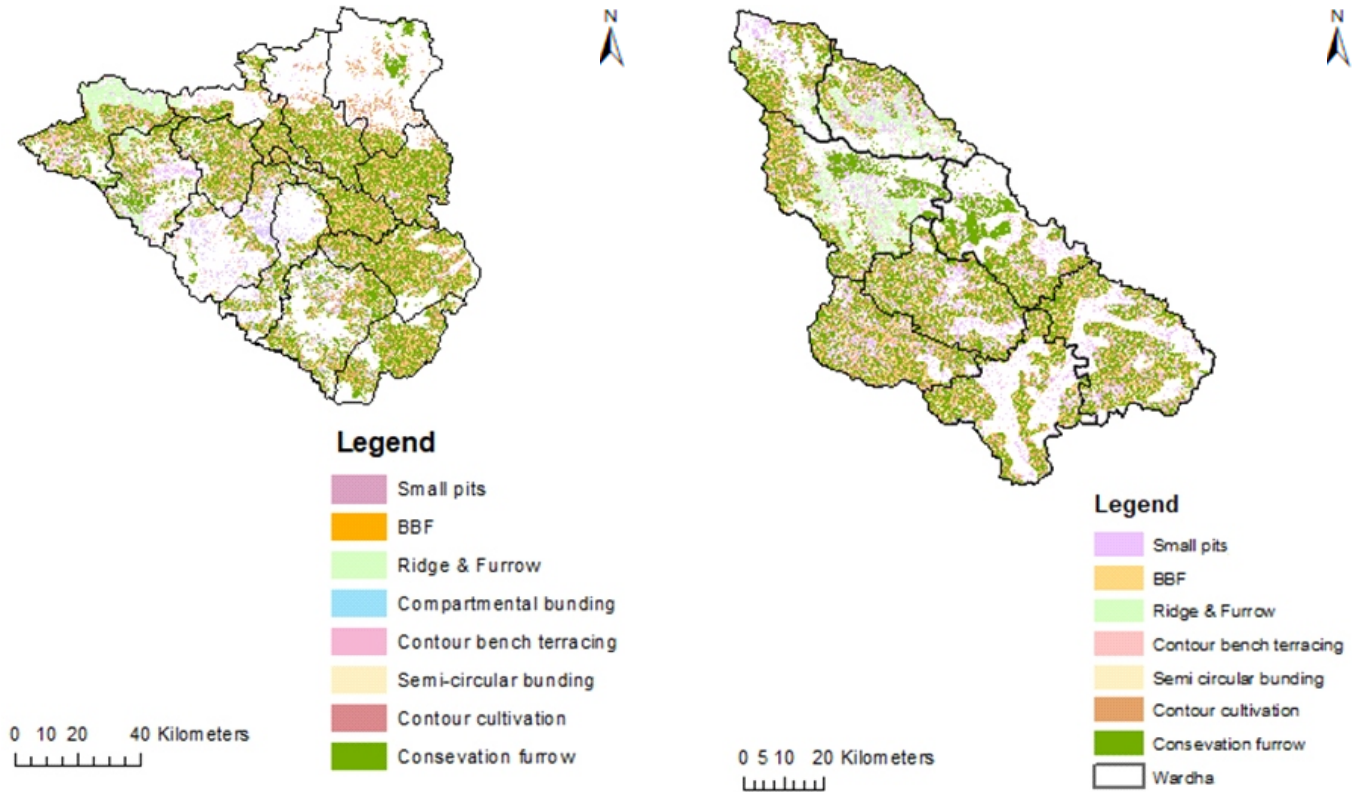 N
N
Legend
Small pits
BBF
Ridge & Furrow
Compartmental bunding
Contour bench terracing
Semi-circular bunding
Contour cultivation
Consevation furrow
0 10 20 40 Kilometers
Legend
Small pits
BBF
Ridge & Furrow
Contour bench terracing
Semi circular bunding
Contour cultivation
Consevation furrow
Wardha
0 5 10 20 Kilometers